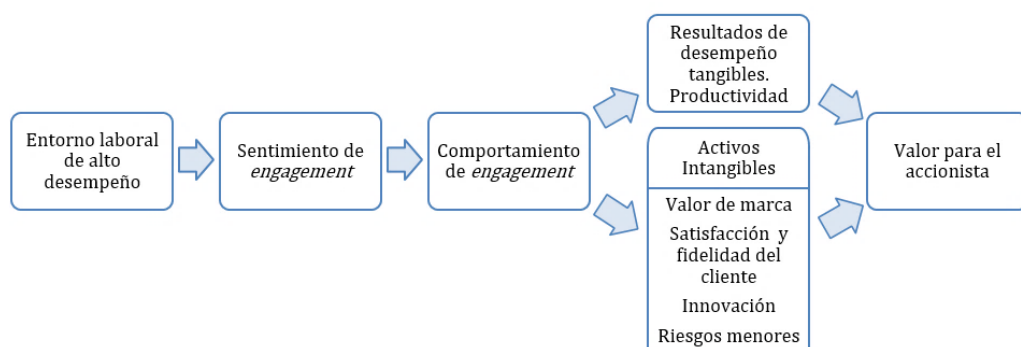 Entorno laboral
de alto
desempeño
Sentimiento de
engagement
Comportamiento
de engagement
Resultados de
desempeño
tangibles.
Productividad
Activos
Intangibles
Valor de marca
Satisfacción y
fidelidad del
cliente
Innovación
Riesgos menores
Valor para el
accionista